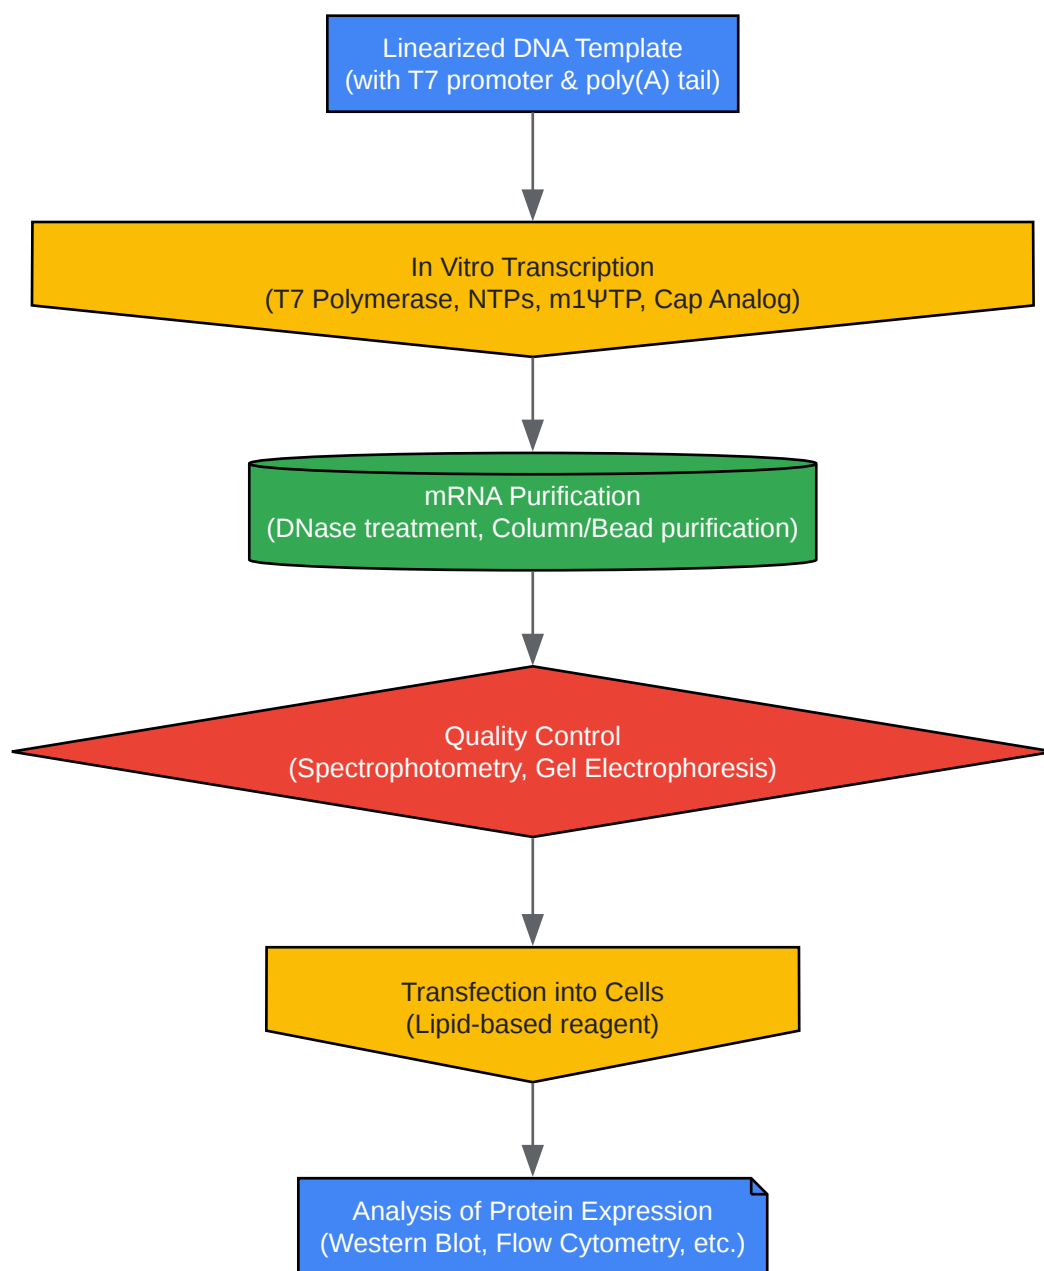 Linearized DNA Template
(with T7 promoter & poly(A) tail)
In Vitro Transcription
(T7 Polymerase, NTPs, m1ΨTP, Cap Analog)
mRNA Purification
(DNase treatment, Column/Bead purification)
Quality Control
(Spectrophotometry, Gel Electrophoresis)
Transfection into Cells
(Lipid-based reagent)
Analysis of Protein Expression
(Western Blot, Flow Cytometry, etc.)